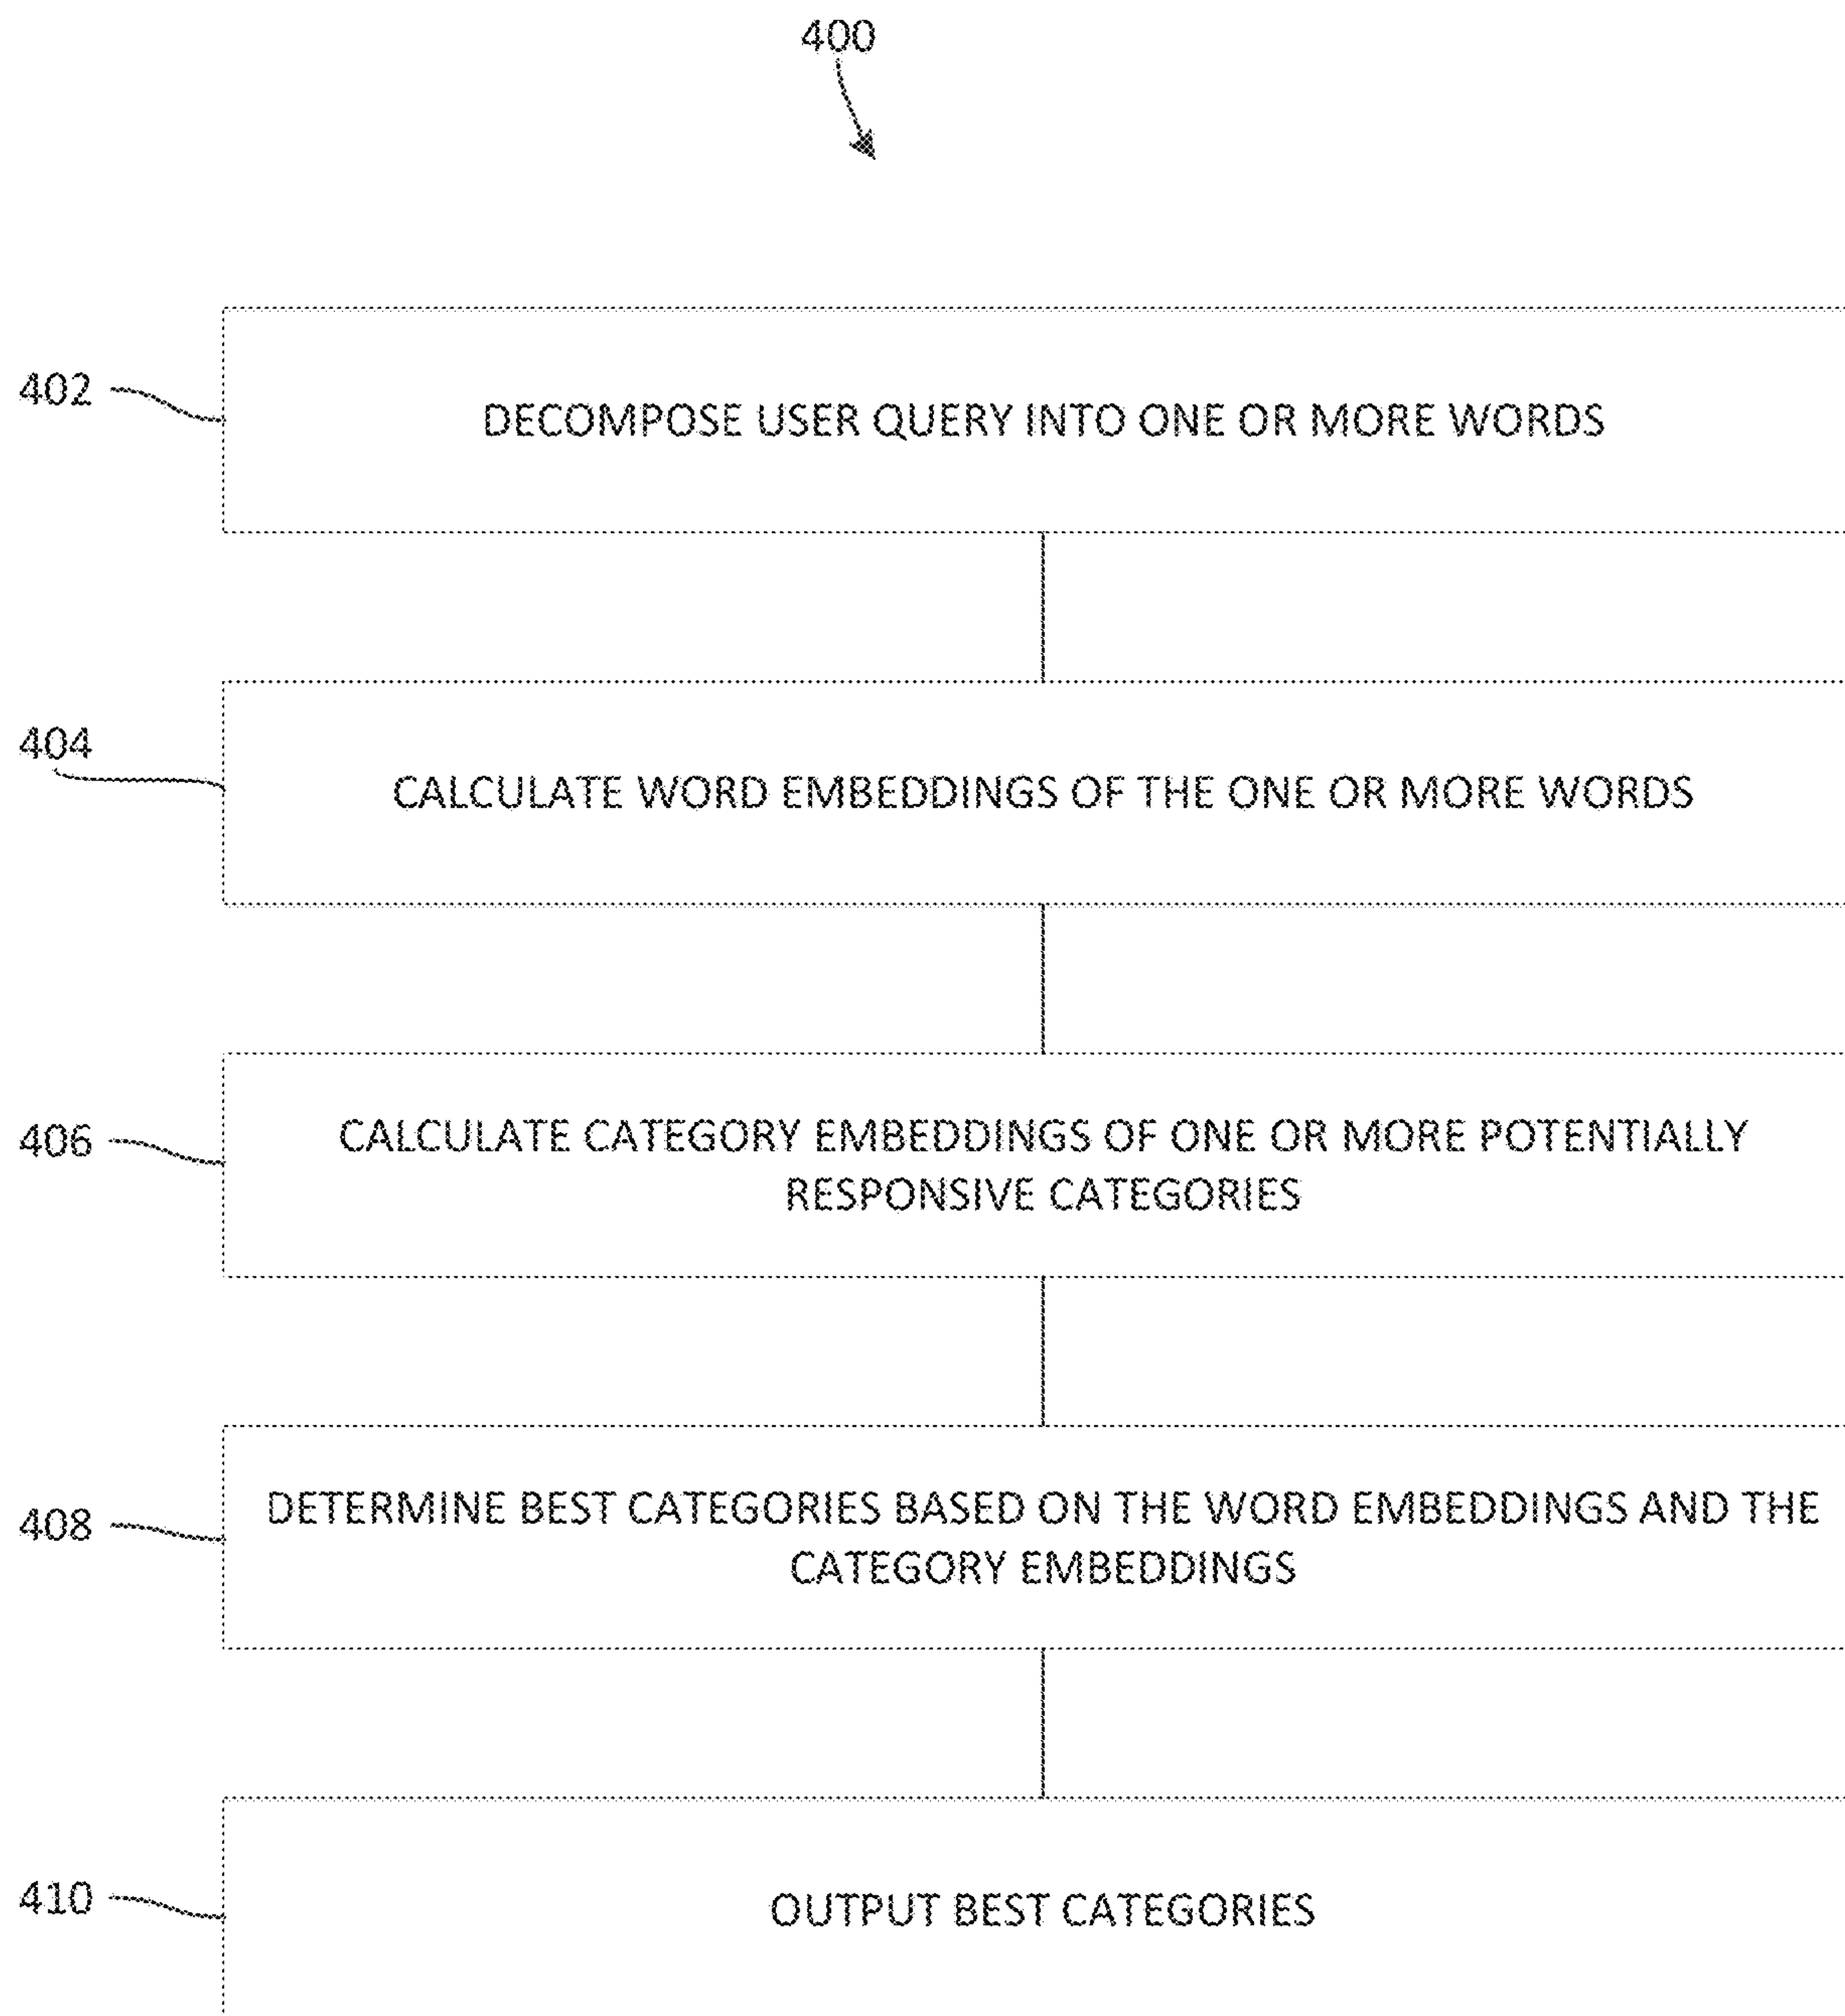 400
402
DECOMPOSE USER QUERY INTO ONE OR MORE WORDS
404
CALCULATE WORD EMBEDDINGS OF THE ONE OR MORE WORDS
406
CALCULATE CATEGORY EMBEDDINGS OF ONE OR MORE POTENTIALLY
RESPONSIVE CATEGORIES
408
DETERMINE BEST CATEGORIES BASED ON THE WORD EMBEDDINGS AND THE
CATEGORY EMBEDDINGS
410
OUTPUT BEST CATEGORIES